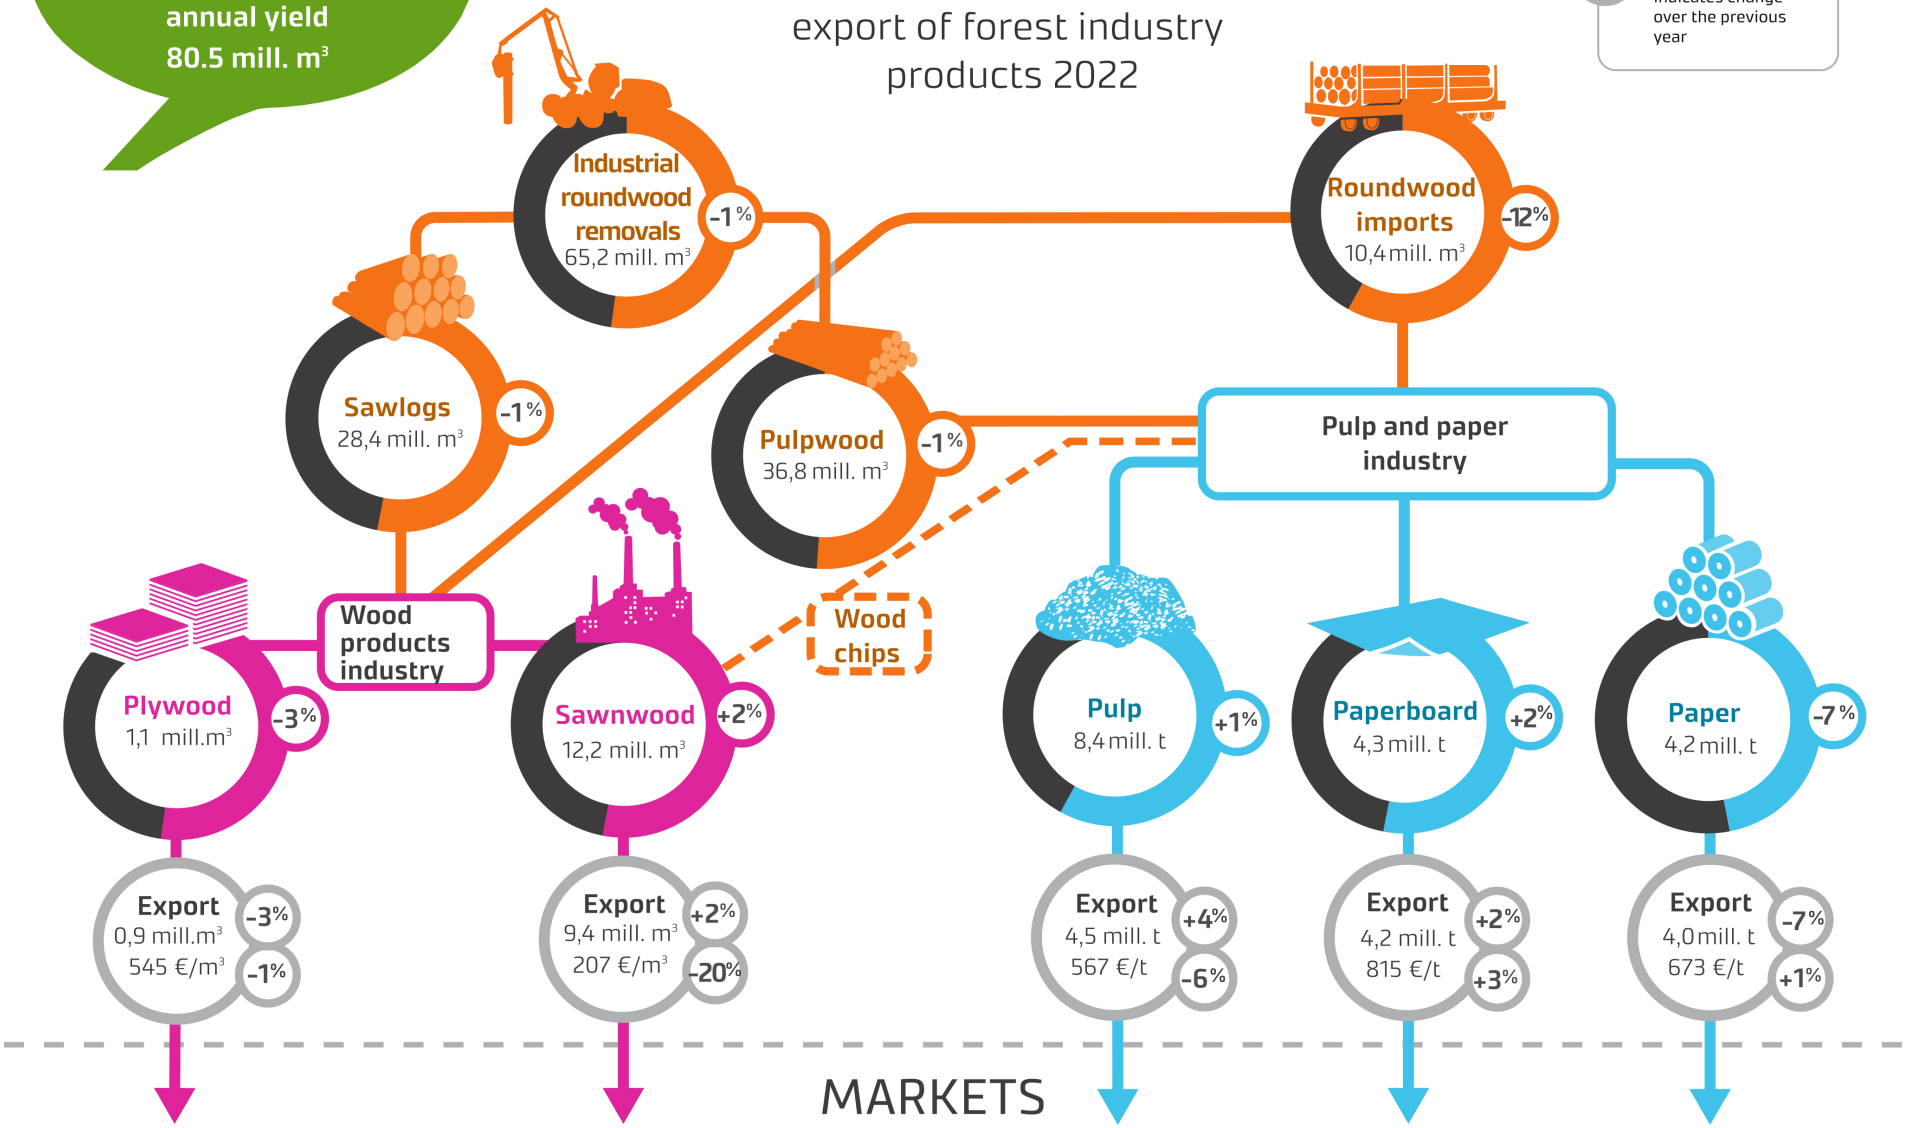 annual yield
80.5 mill. m³
export of forest industry
products 2022
over the previous
year
Industrial
roundwood
removals
65,2 mill. m³
-1%
Roundwood
imports
10,4 mill. m³
-12%
Sawlogs
28,4 mill. m³
-1%
Pulpwood
36,8 mill. m³
-1%
Pulp and paper
industry
Wood
products
industry
Wood
chips
Plywood
1,1 mill.m³
-3%
Sawnwood
12,2 mill. m³
+2%
Pulp
8,4 mill. t
+1%
Paperboard
4,3 mill. t
+2%
Paper
4,2 mill. t
-7%
Export
0,9 mill.m³
545 €/m³
-3%
-1%
Export
9,4 mill. m³
207 €/m³
+2%
-20%
Export
4,5 mill. t
567 €/t
+4%
-6%
Export
4,2 mill. t
815 €/t
+2%
+3%
Export
4,0 mill. t
673 €/t
-7%
+1%
MARKETS